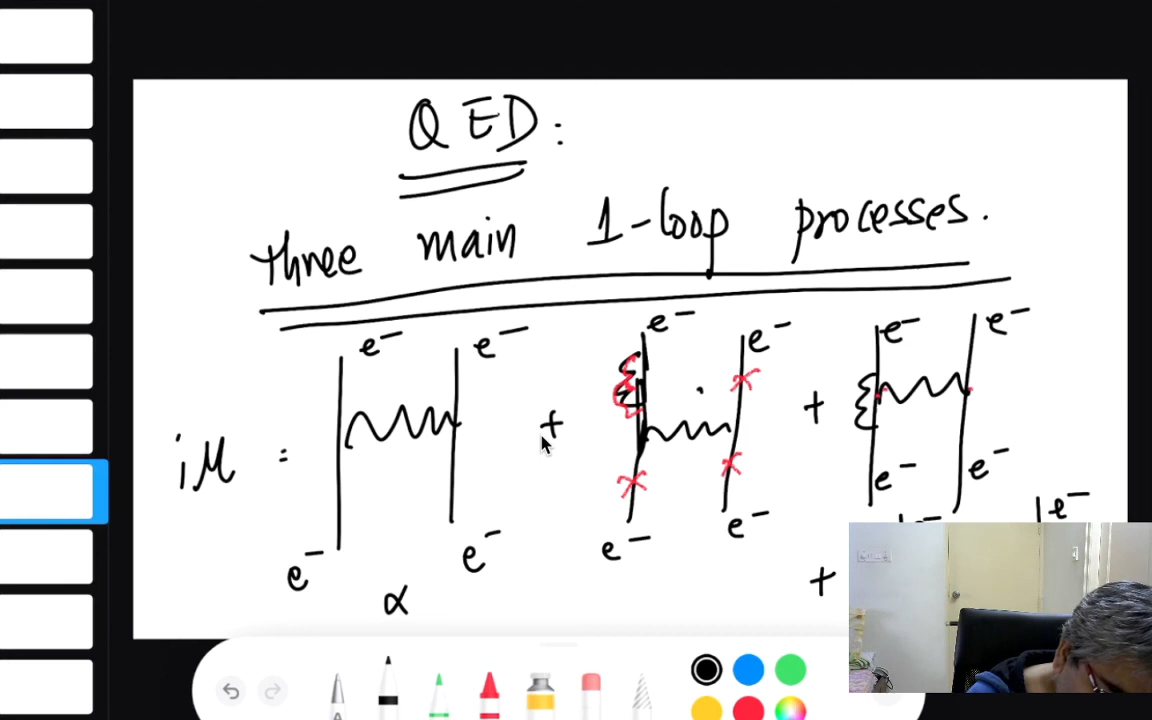 QED:
three main 1-loop processes.
e⁻ e⁻ e⁻ e⁻ e⁻ e⁻
iM = + +
e⁻ e⁻ e⁻ e⁻ e⁻ e⁻
α + e⁻